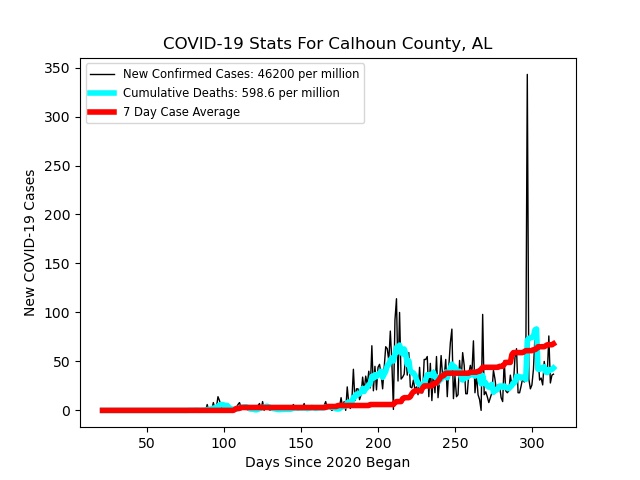 COVID-19 Stats For Calhoun County, AL
New Confirmed Cases: 46200 per million
Cumulative Deaths: 598.6 per million
7 Day Case Average
350
300
250
200
150
100
50
0
New COVID-19 Cases
50 100 150 200 250 300
Days Since 2020 Began